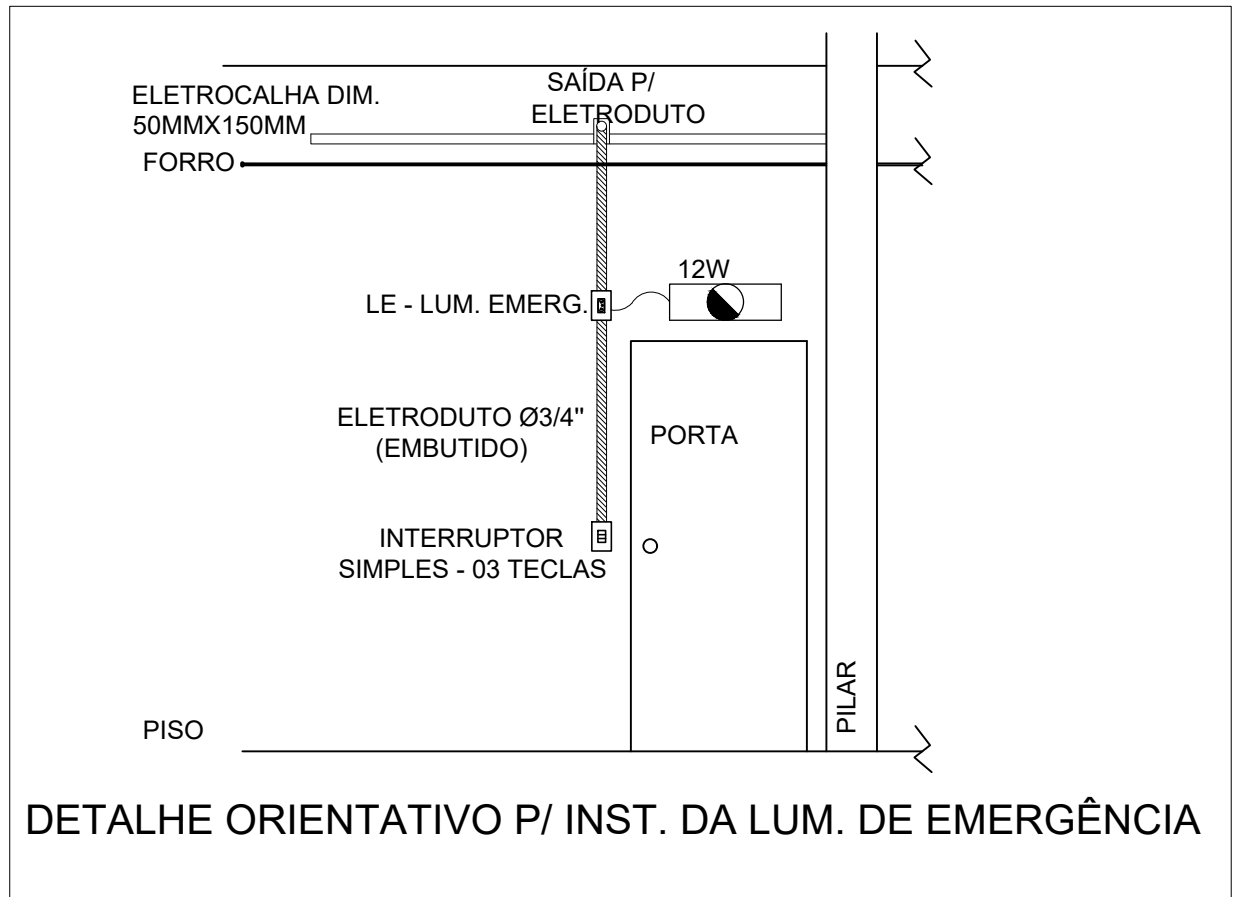 SAÍDA P/
ELETRODUTO
ELETROCALHA DIM.
50MMX150MM
FORRO
12W
LE - LUM. EMERG.
ELETRODUTO Ø3/4"
(EMBUTIDO)
PORTA
INTERRUPTOR
SIMPLES - 03 TECLAS
PILAR
PISO
DETALHE ORIENTATIVO P/ INST. DA LUM. DE EMERGÊNCIA